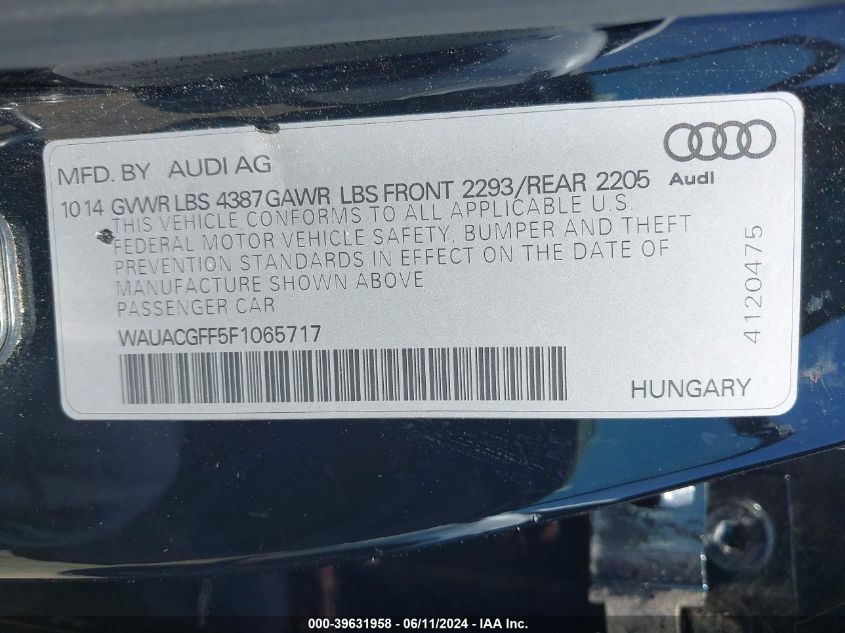 MFD. BY AUDI AG
Audi
10 14 GVWR LBS 4387 GAWR LBS FRONT 2293/REAR 2205
THIS VEHICLE CONFORMS TO ALL APPLICABLE U.S.
FEDERAL MOTOR VEHICLE SAFETY, BUMPER AND THEFT
PREVENTION STANDARDS IN EFFECT ON THE DATE OF
MANUFACTURE SHOWN ABOVE
PASSENGER CAR
WAUACGFF5F1065717
HUNGARY
4120475
000-39631958 - 06/11/2024 - IAA Inc.